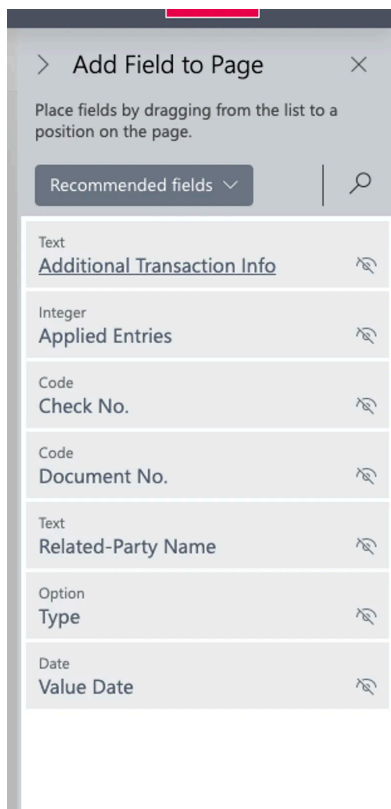 Add Field to Page
Place fields by dragging from the list to a
position on the page.
Recommended fields
Text
Additional Transaction Info
Integer
Applied Entries
Code
Check No.
Code
Document No.
Text
Related-Party Name
Option
Type
Date
Value Date